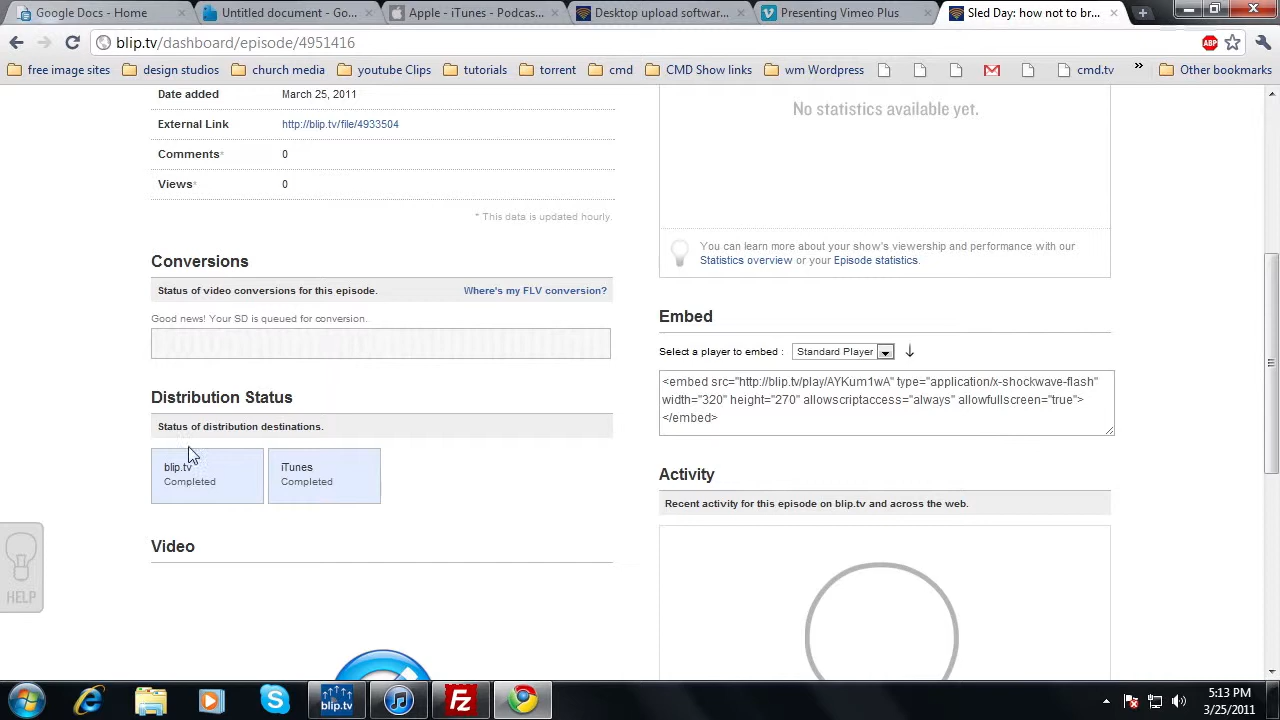 Google Docs - Home
Untitled document - Go...
Apple - iTunes - Podcas...
Desktop upload softwar...
Presenting Vimeo Plus
Sled Day: how not to br...
blip.tv/dashboard/episode/4951416
ABP
free image sites
design studios
church media
youtube Clips
tutorials
torrent
cmd
CMD Show links
wm Wordpress
cmd.tv
»
Other bookmarks
Date added March 25, 2011
External Link http://blip.tv/file/4933504
Comments* 0
Views* 0
* This data is updated hourly.
Conversions
Status of video conversions for this episode. Where's my FLV conversion?
Good news! Your SD is queued for conversion.
Distribution Status
Status of distribution destinations.
blip.tv
Completed
iTunes
Completed
Video
HELP
No statistics available yet.
You can learn more about your show's viewership and performance with our
Statistics overview or your Episode statistics.
Embed
Select a player to embed : Standard Player
<embed src="http://blip.tv/play/AYKum1wA" type="application/x-shockwave-flash"
width="320" height="270" allowscriptaccess="always" allowfullscreen="true">
</embed>
Activity
Recent activity for this episode on blip.tv and across the web.
blip.tv
5:13 PM
3/25/2011